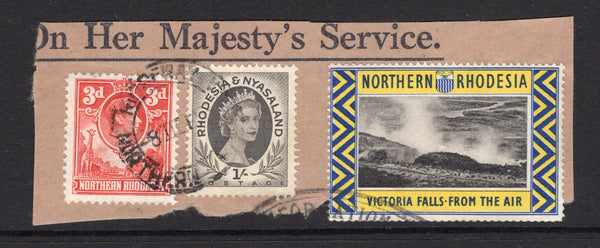 On Her Majesty's Service.
3d 3d
NORTHERN RHODESIA
RHODESIA & NYASALAND
1/-
POSTAGE
NORTHERN RHODESIA
VICTORIA FALLS · FROM THE AIR